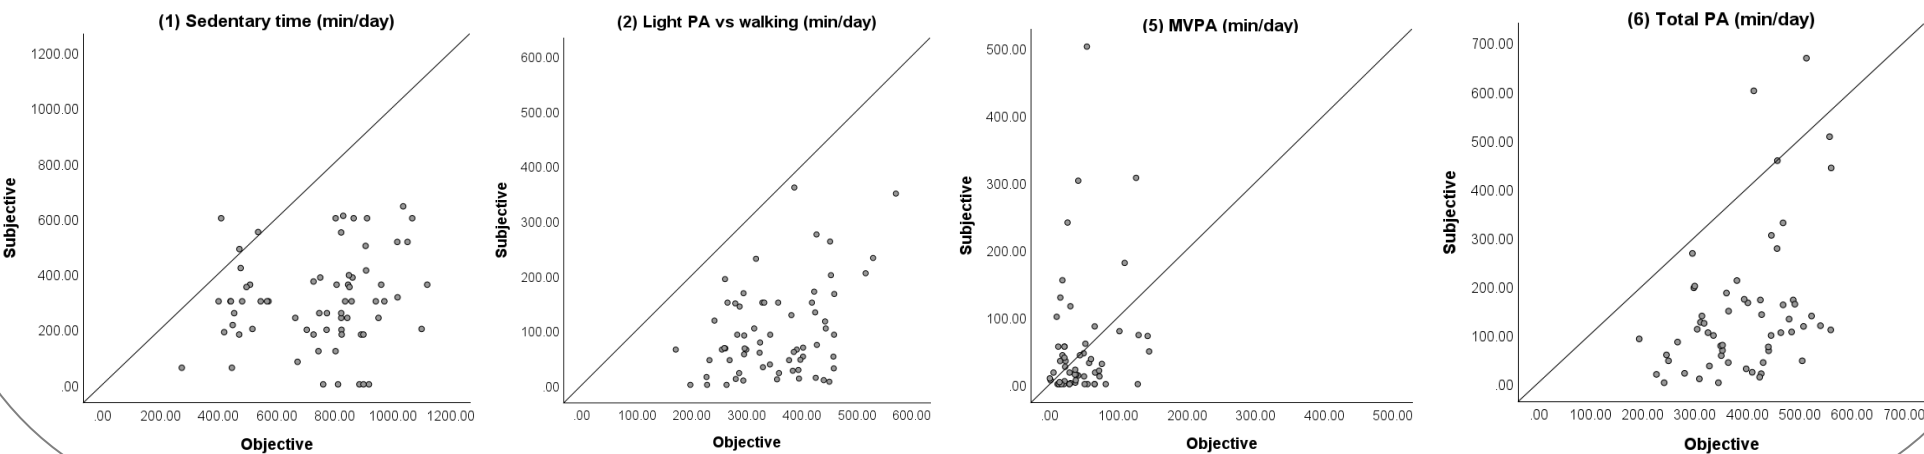 (1) Sedentary time (min/day)
1200.00
1000.00
800.00
600.00
400.00
200.00
.00
Subjective
.00 200.00 400.00 600.00 800.00 1000.00 1200.00
Objective
(2) Light PA vs walking (min/day)
600.00
500.00
400.00
300.00
200.00
100.00
.00
Subjective
.00 100.00 200.00 300.00 400.00 500.00 600.00
Objective
(5) MVPA (min/day)
500.00
400.00
300.00
200.00
100.00
.00
Subjective
.00 100.00 200.00 300.00 400.00 500.00
Objective
(6) Total PA (min/day)
700.00
600.00
500.00
400.00
300.00
200.00
100.00
.00
Subjective
.00 100.00 200.00 300.00 400.00 500.00 600.00 700.00
Objective